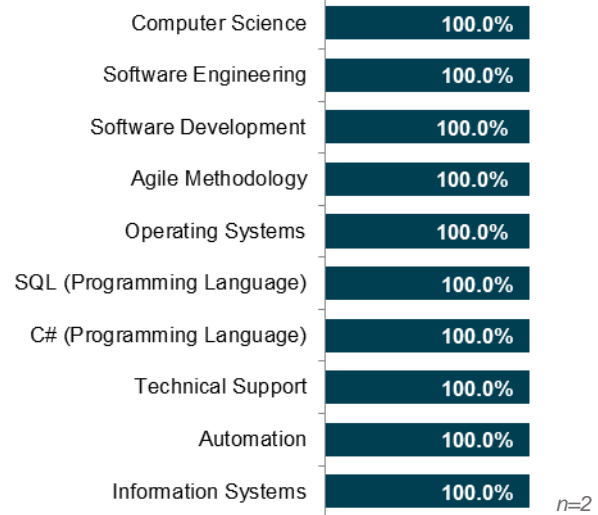 Computer Science 100.0%
Software Engineering 100.0%
Software Development 100.0%
Agile Methodology 100.0%
Operating Systems 100.0%
SQL (Programming Language) 100.0%
C# (Programming Language) 100.0%
Technical Support 100.0%
Automation 100.0%
Information Systems 100.0%
n=2